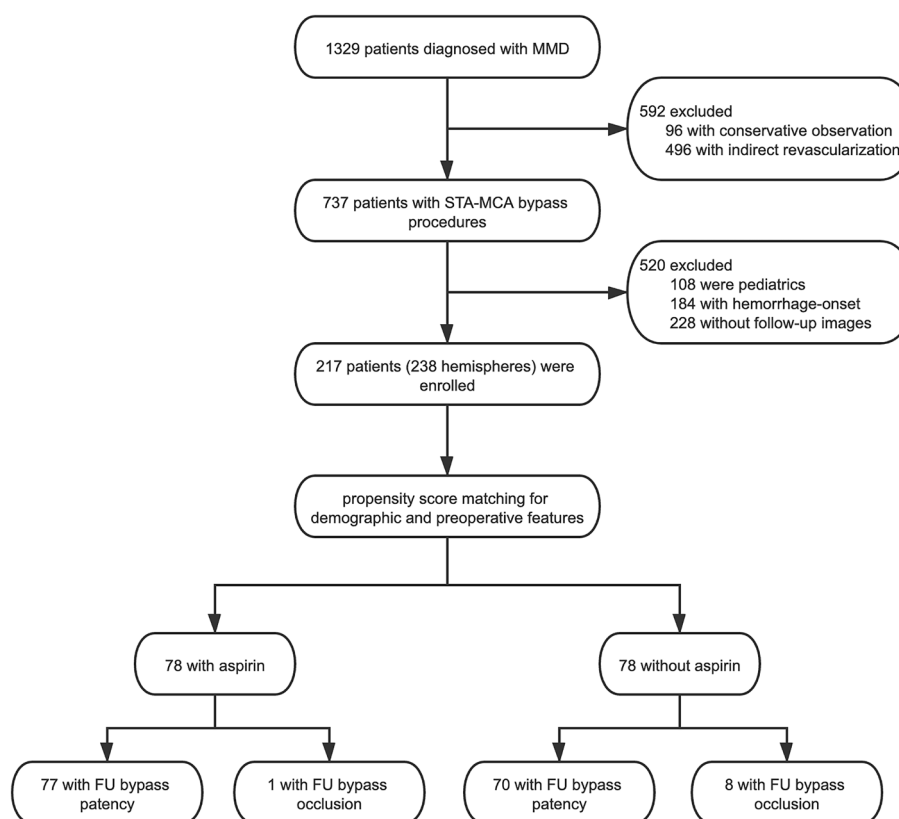 1329 patients diagnosed with MMD
592 excluded
96 with conservative observation
496 with indirect revascularization
737 patients with STA-MCA bypass
procedures
520 excluded
108 were pediatrics
184 with hemorrhage-onset
228 without follow-up images
217 patients (238 hemispheres) were
enrolled
propensity score matching for
demographic and preoperative features
78 with aspirin
78 without aspirin
77 with FU bypass
patency
1 with FU bypass
occlusion
70 with FU bypass
patency
8 with FU bypass
occlusion